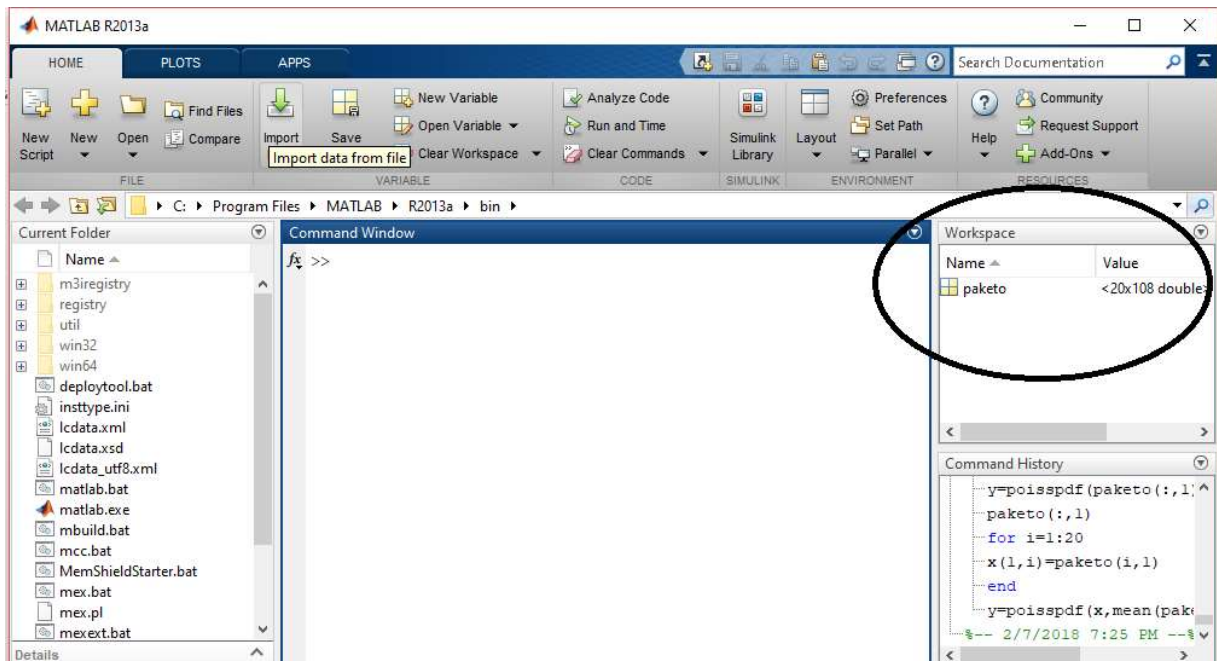 MATLAB R2013a
HOME PLOTS APPS
Search Documentation
New Script
New
Open
Find Files
Compare
FILE
Import
Save
Import data from file
New Variable
Open Variable
Clear Workspace
VARIABLE
Analyze Code
Run and Time
Clear Commands
CODE
Simulink Library
SIMULINK
Layout
Preferences
Set Path
Parallel
ENVIRONMENT
Help
Community
Request Support
Add-Ons
RESOURCES
C: Program Files MATLAB R2013a bin
Current Folder
Name
m3iregistry
registry
util
win32
win64
deploytool.bat
insttype.ini
lcdata.xml
lcdata.xsd
lcdata_utf8.xml
matlab.bat
matlab.exe
mbuild.bat
mcc.bat
MemShieldStarter.bat
mex.bat
mex.pl
mexext.bat
Details
Command Window
fx >>
Workspace
Name Value
paketo <20x108 double>
Command History
y=poisspdf(paketo(:,1)
paketo(:,1)
for i=1:20
x(1,i)=paketo(i,1)
end
y=poisspdf(x,mean(pake
%-- 2/7/2018 7:25 PM --%